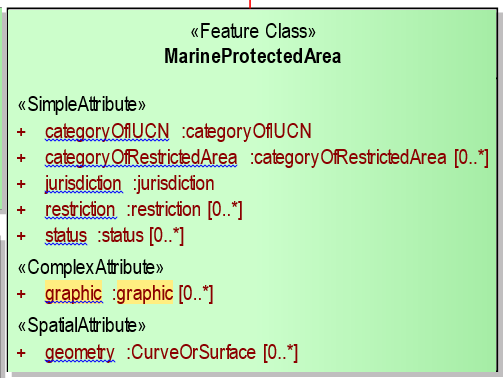 «Feature Class»
MarineProtectedArea
«SimpleAttribute»
+ categoryOfIUCN :categoryOfIUCN
+ categoryOfRestrictedArea :categoryOfRestrictedArea [0..*]
+ jurisdiction :jurisdiction
+ restriction :restriction [0..*]
+ status :status [0..*]
«ComplexAttribute»
+ graphic :graphic [0..*]
«SpatialAttribute»
+ geometry :CurveOrSurface [0..*]